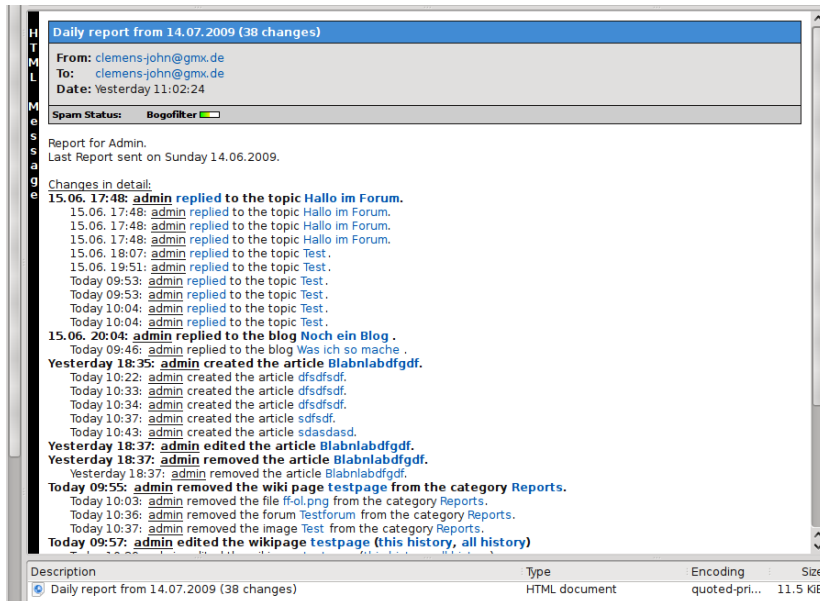 HTML Message
Daily report from 14.07.2009 (38 changes)
From: clemens-john@gmx.de
To: clemens-john@gmx.de
Date: Yesterday 11:02:24
Spam Status: Bogofilter
Report for Admin.
Last Report sent on Sunday 14.06.2009.
Changes in detail:
15.06. 17:48: admin replied to the topic Hallo im Forum.
15.06. 17:48: admin replied to the topic Hallo im Forum.
15.06. 17:48: admin replied to the topic Hallo im Forum.
15.06. 17:48: admin replied to the topic Hallo im Forum.
15.06. 18:07: admin replied to the topic Test.
15.06. 19:51: admin replied to the topic Test.
Today 09:53: admin replied to the topic Test.
Today 09:53: admin replied to the topic Test.
Today 10:04: admin replied to the topic Test.
Today 10:04: admin replied to the topic Test.
15.06. 20:04: admin replied to the blog Noch ein Blog .
Today 09:46: admin replied to the blog Was ich so mache .
Yesterday 18:35: admin created the article Blabnlabdfgdf.
Today 10:22: admin created the article dfsdfsdf.
Today 10:33: admin created the article dfsdfsdf.
Today 10:34: admin created the article dfsdfsdf.
Today 10:37: admin created the article sdfsdf.
Today 10:43: admin created the article sdasdasd.
Yesterday 18:37: admin edited the article Blabnlabdfgdf.
Yesterday 18:37: admin removed the article Blabnlabdfgdf.
Yesterday 18:37: admin removed the article Blabnlabdfgdf.
Today 09:55: admin removed the wiki page testpage from the category Reports.
Today 10:03: admin removed the file ff-ol.png from the category Reports.
Today 10:36: admin removed the forum Testforum from the category Reports.
Today 10:37: admin removed the image Test from the category Reports.
Today 09:57: admin edited the wikipage testpage (this history, all history)
Description Type Encoding Size
Daily report from 14.07.2009 (38 changes) HTML document quoted-pri... 11.5 KiB